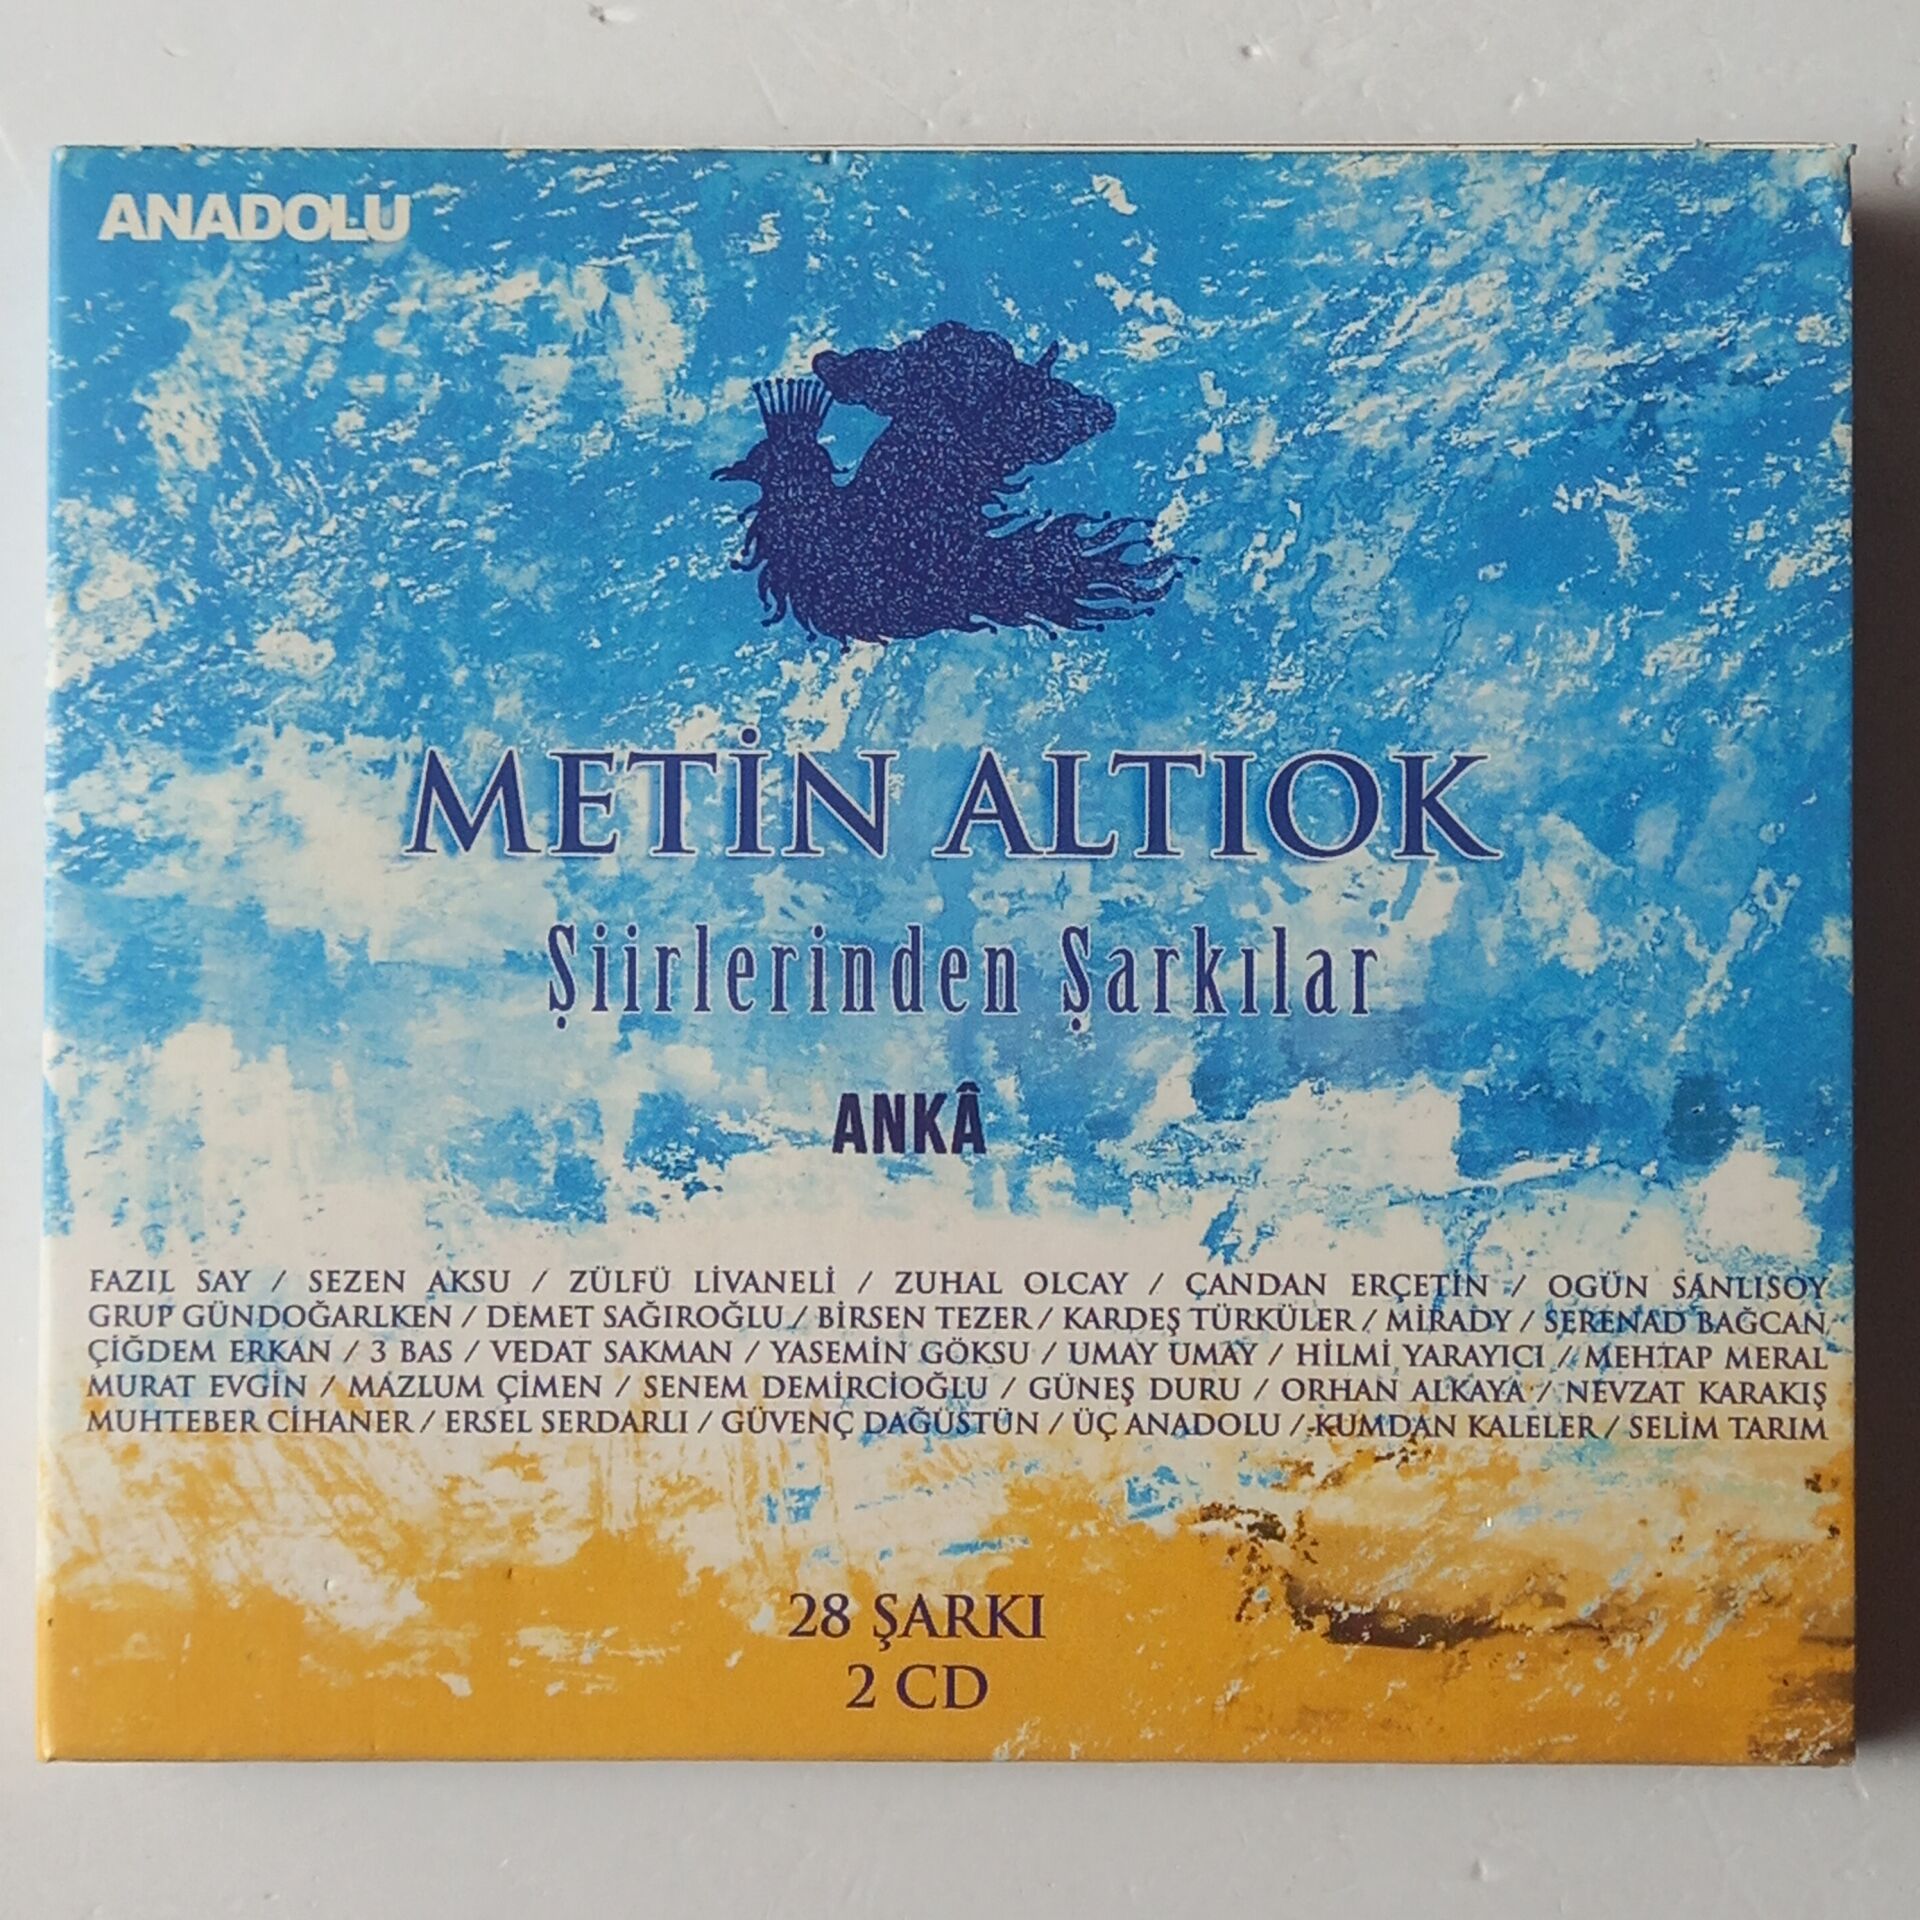 ANADOLU
METİN ALTIOK
Şiirlerinden Şarkılar
ANKÂ
FAZIL SAY / SEZEN AKSU / ZÜLFÜ LİVANELİ / ZUHAL OLCAY / CANDAN ERÇETİN / OGÜN SANLISOY
GRUP GÜNDOĞARLKEN / DEMET SAĞIROĞLU / BİRSEN TEZER / KARDEŞ TÜRKÜLER / MİRADY / SERENAD BAĞCAN
ÇİĞDEM ERKAN / 3 BAS / VEDAT SAKMAN / YASEMİN GÖKSU / UMAY UMAY / HİLMİ YARAYICI / MEHTAP MERAL
MURAT EVGİN / MAZLUM ÇİMEN / SENEM DEMİRCİOĞLU / GÜNEŞ DURU / ORHAN ALKAYA / NEVZAT KARAKIŞ
MUHTEBER CİHANER / ERSEL SERDARLI / GÜVENÇ DAĞÜSTÜN / ÜÇ ANADOLU / KUMDAN KALELER / SELİM TARIM
28 ŞARKI
2 CD